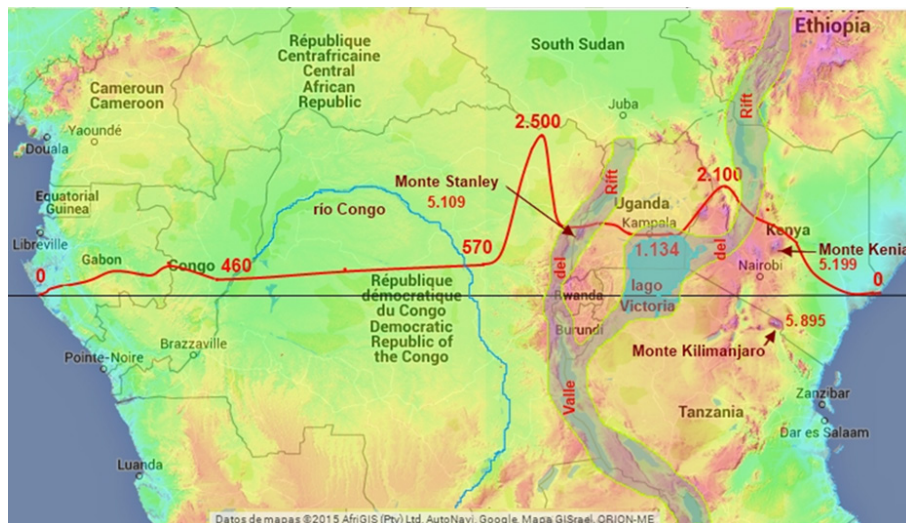 Ethiopia
République
Centrafricaine
Central
African
Republic
South Sudan
Cameroun
Cameroon
Yaoundé
Douala
Juba
Rift
2.500
Monte Stanley
5.109
Rift
2.100
Equatorial
Guinea
río Congo
Uganda
Kampala
Kenya
Libreville
Gabon
Congo
460
570
1.134
del
del
Monte Kenia
5.199
Nairobi
0
0
République
démocratique
du Congo
Democratic
Republic of
the Congo
lago
Victoria
Rwanda
Burundi
5.895
Monte Kilimanjaro
Pointe-Noire
Brazzaville
Valle
Tanzania
Zanzibar
Dar es Salaam
Luanda
Datos de mapas ©2015 AfriGIS (Pty) Ltd, AutoNavi, Google, Mapa GISrael, ORION-ME